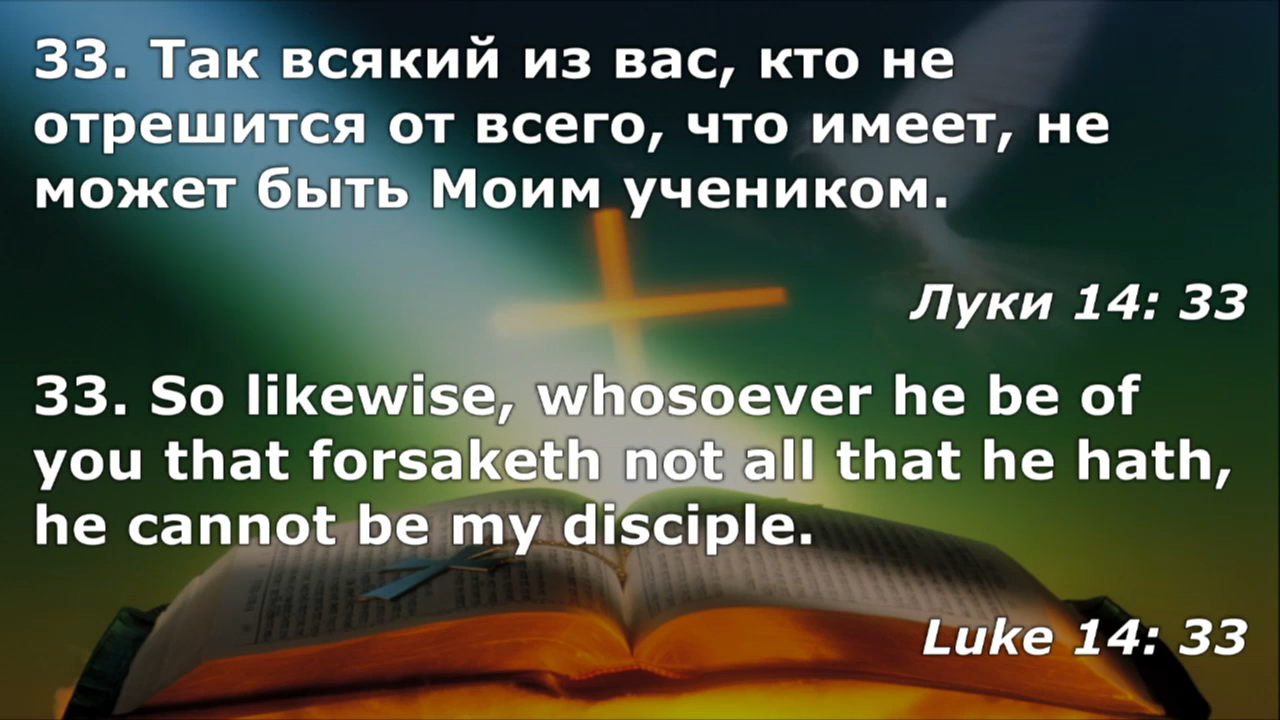 33. Так всякий из вас, кто не
отрешится от всего, что имеет, не
может быть Моим учеником.
Луки 14: 33
33. So likewise, whosoever he be of
you that forsaketh not all that he hath,
he cannot be my disciple.
Luke 14: 33